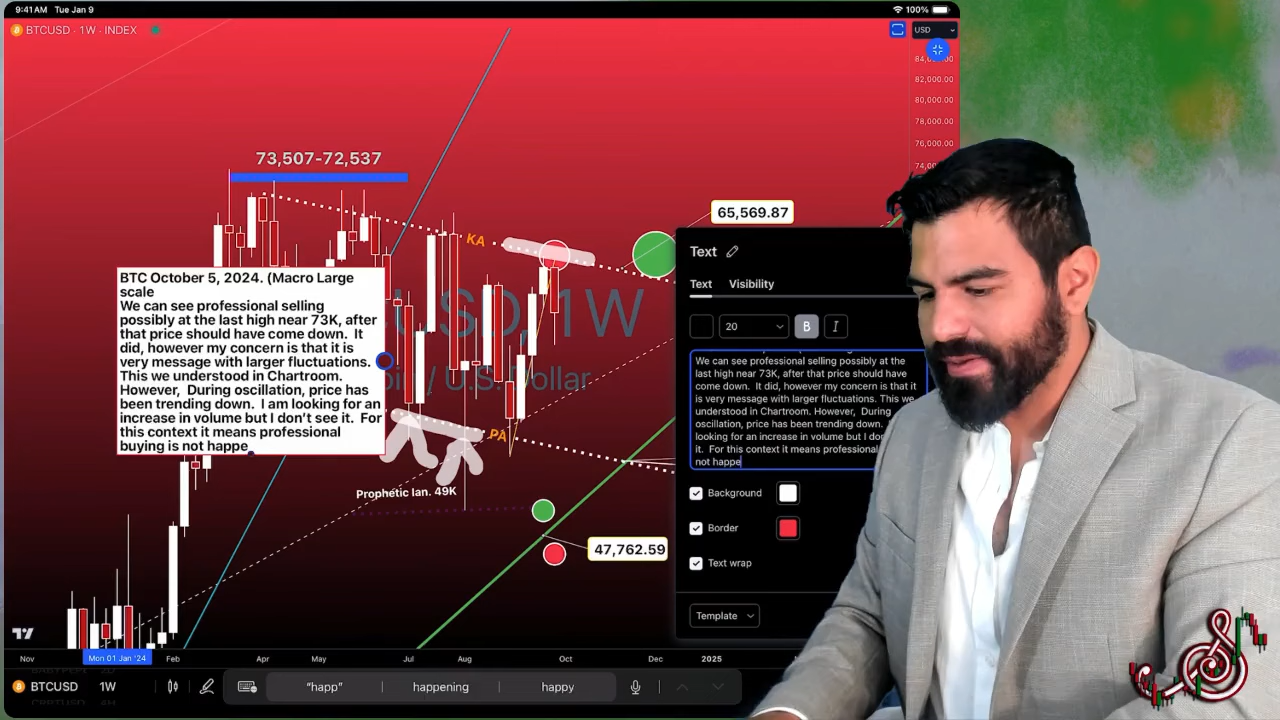 9:41AM Tue Jan 9
100%
BTCUSD · 1W · INDEX
USD
82,000.00
80,000.00
78,000.00
76,000.00
73,507-72,537
65,569.87
KA
BTC October 5, 2024. (Macro Large
scale
We can see professional selling
possibly at the last high near 73K, after
that price should have come down. It
did, however my concern is that it is
very message with larger fluctuations.
This we understood in Chartroom.
However, During oscillation, price has
been trending down. I am looking for an
increase in volume but I don't see it. For
this context it means professional
buying is not happe
USD, 1W
/ U.S. Dollar
PA
Prophetic Ian. 49K
47,762.59
Text
Text Visibility
20 B I
We can see professional selling possibly at the
last high near 73K, after that price should have
come down. It did, however my concern is that it
is very message with larger fluctuations. This we
understood in Chartroom. However, During
oscillation, price has been trending down.
looking for an increase in volume but I
it. For this context it means professional
not happe
Background
Border
Text wrap
Template
Nov Mon 01 Jan '24 Feb Apr May Jul Aug Oct Dec 2025
BTCUSD 1W "happ" happening happy